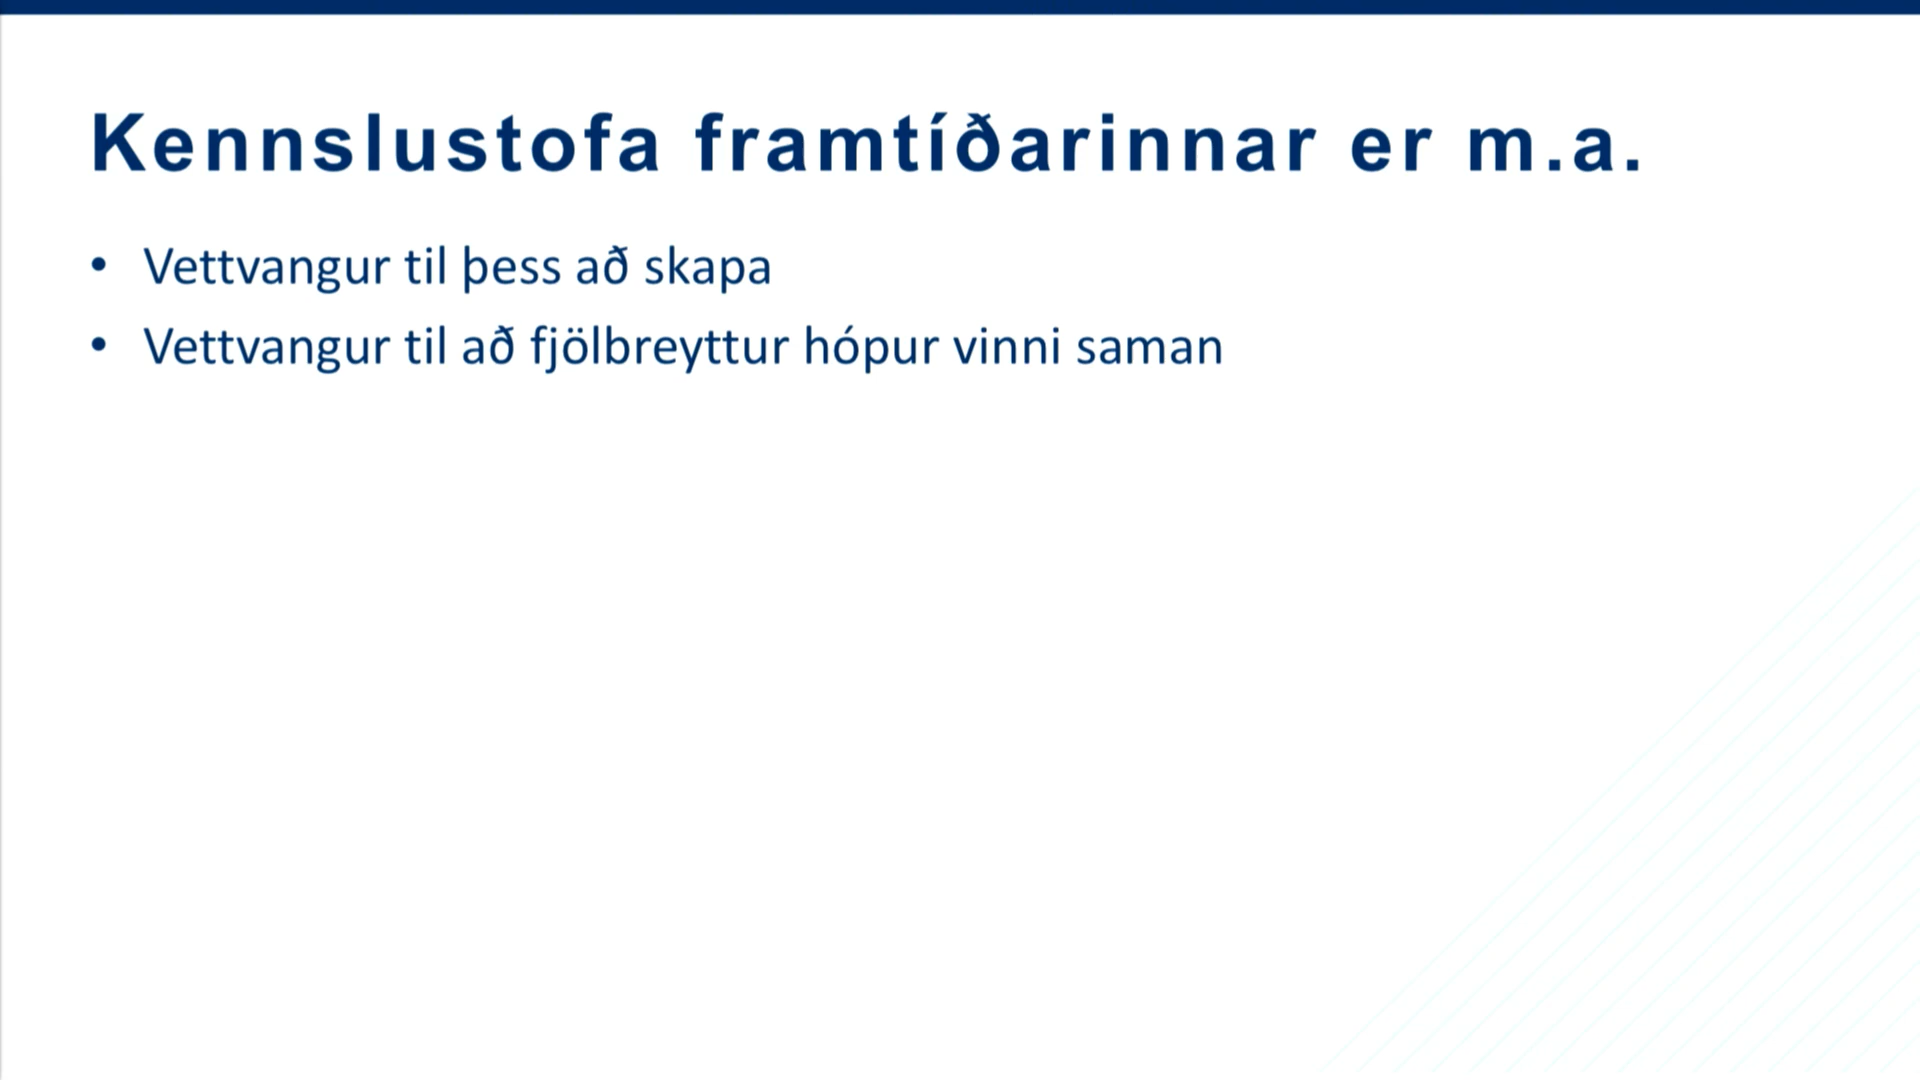 Kennslustofa framtíðarinnar er m.a.
• Vettvangur til þess að skapa
• Vettvangur til að fjölbreyttur hópur vinni saman